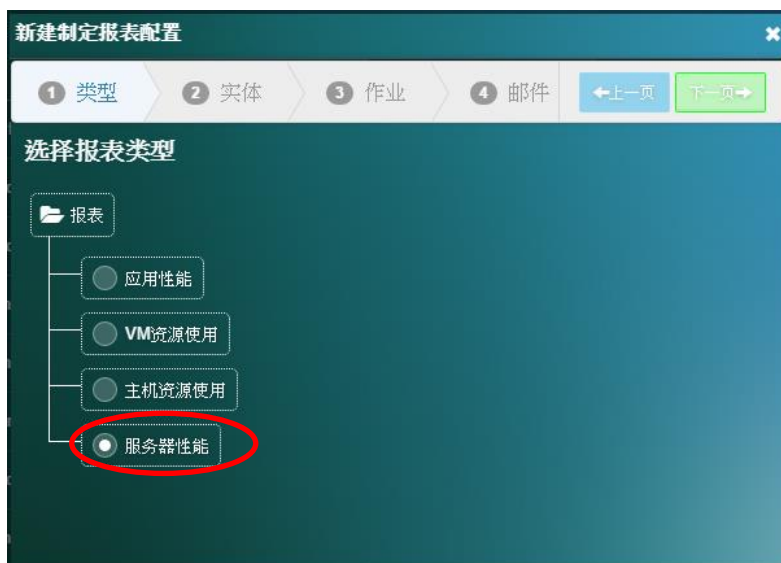 新建制定报表配置
1 类型 2 实体 3 作业 4 邮件 上一页 下一页
选择报表类型
报表
应用性能
VM资源使用
主机资源使用
服务器性能